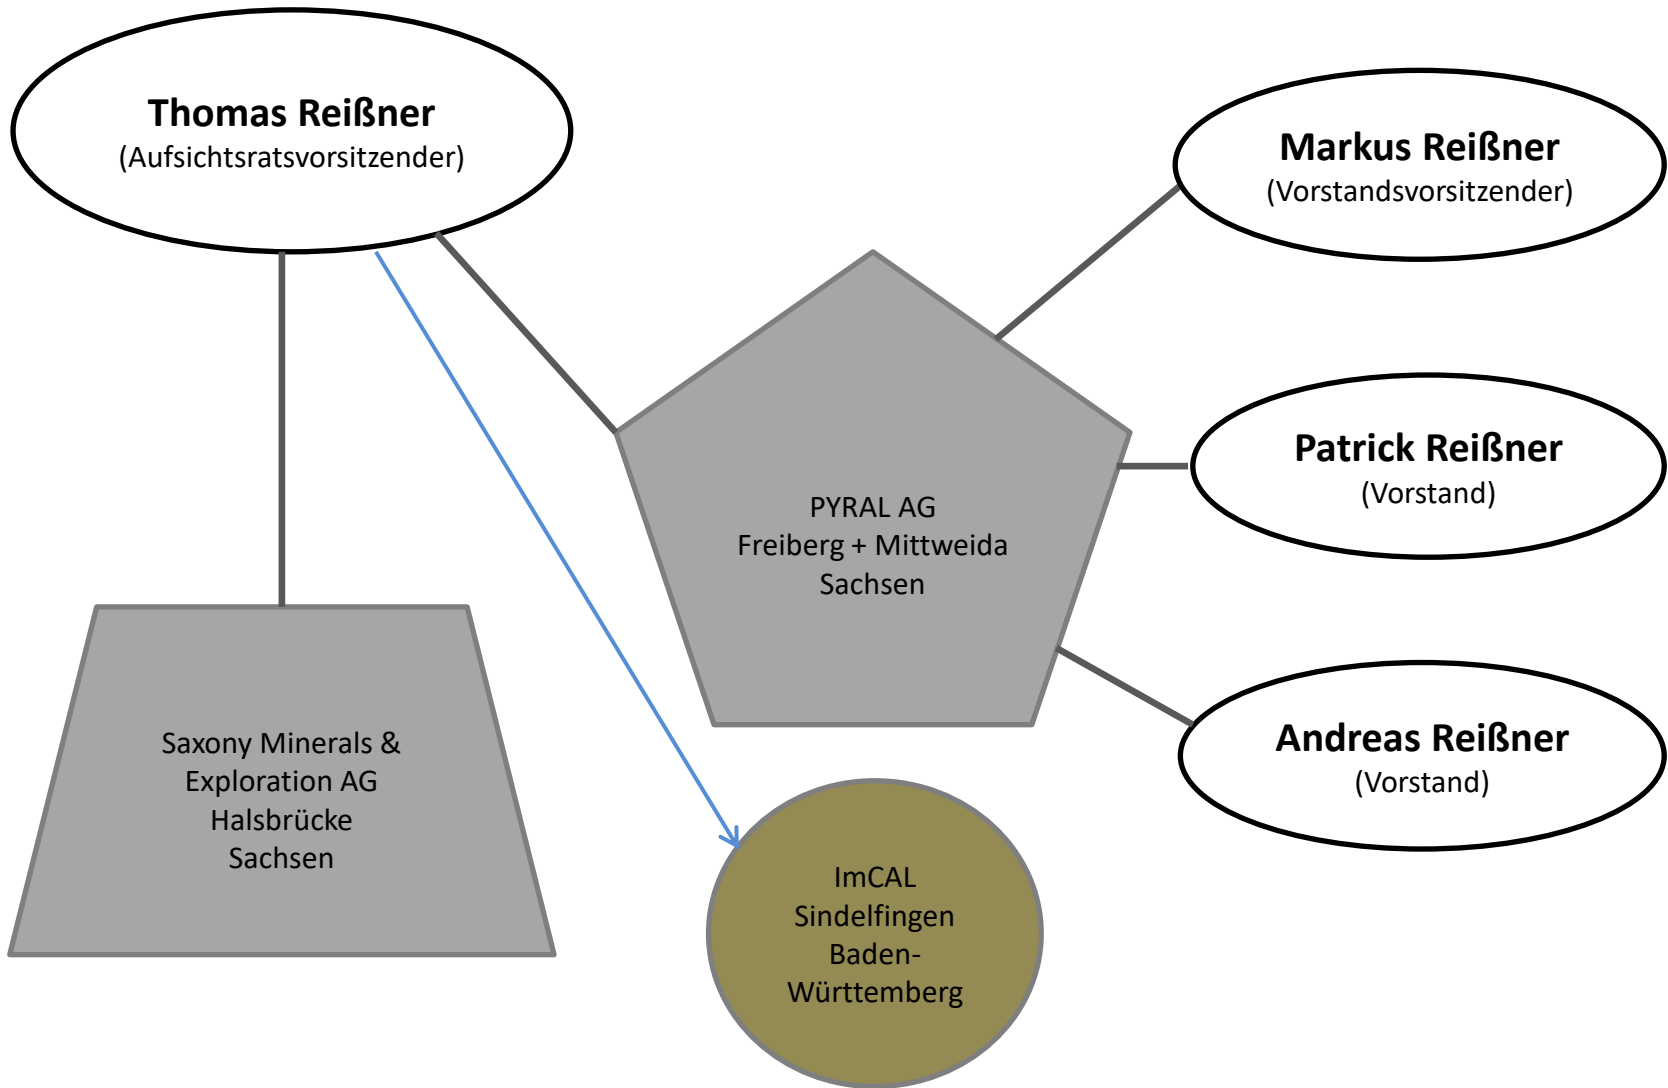 Thomas Reißner
(Aufsichtsratsvorsitzender)
Markus Reißner
(Vorstandsvorsitzender)
Patrick Reißner
(Vorstand)
PYRAL AG
Freiberg + Mittweida
Sachsen
Andreas Reißner
(Vorstand)
Saxony Minerals &
Exploration AG
Halsbrücke
Sachsen
ImCAL
Sindelfingen
Baden-
Württemberg